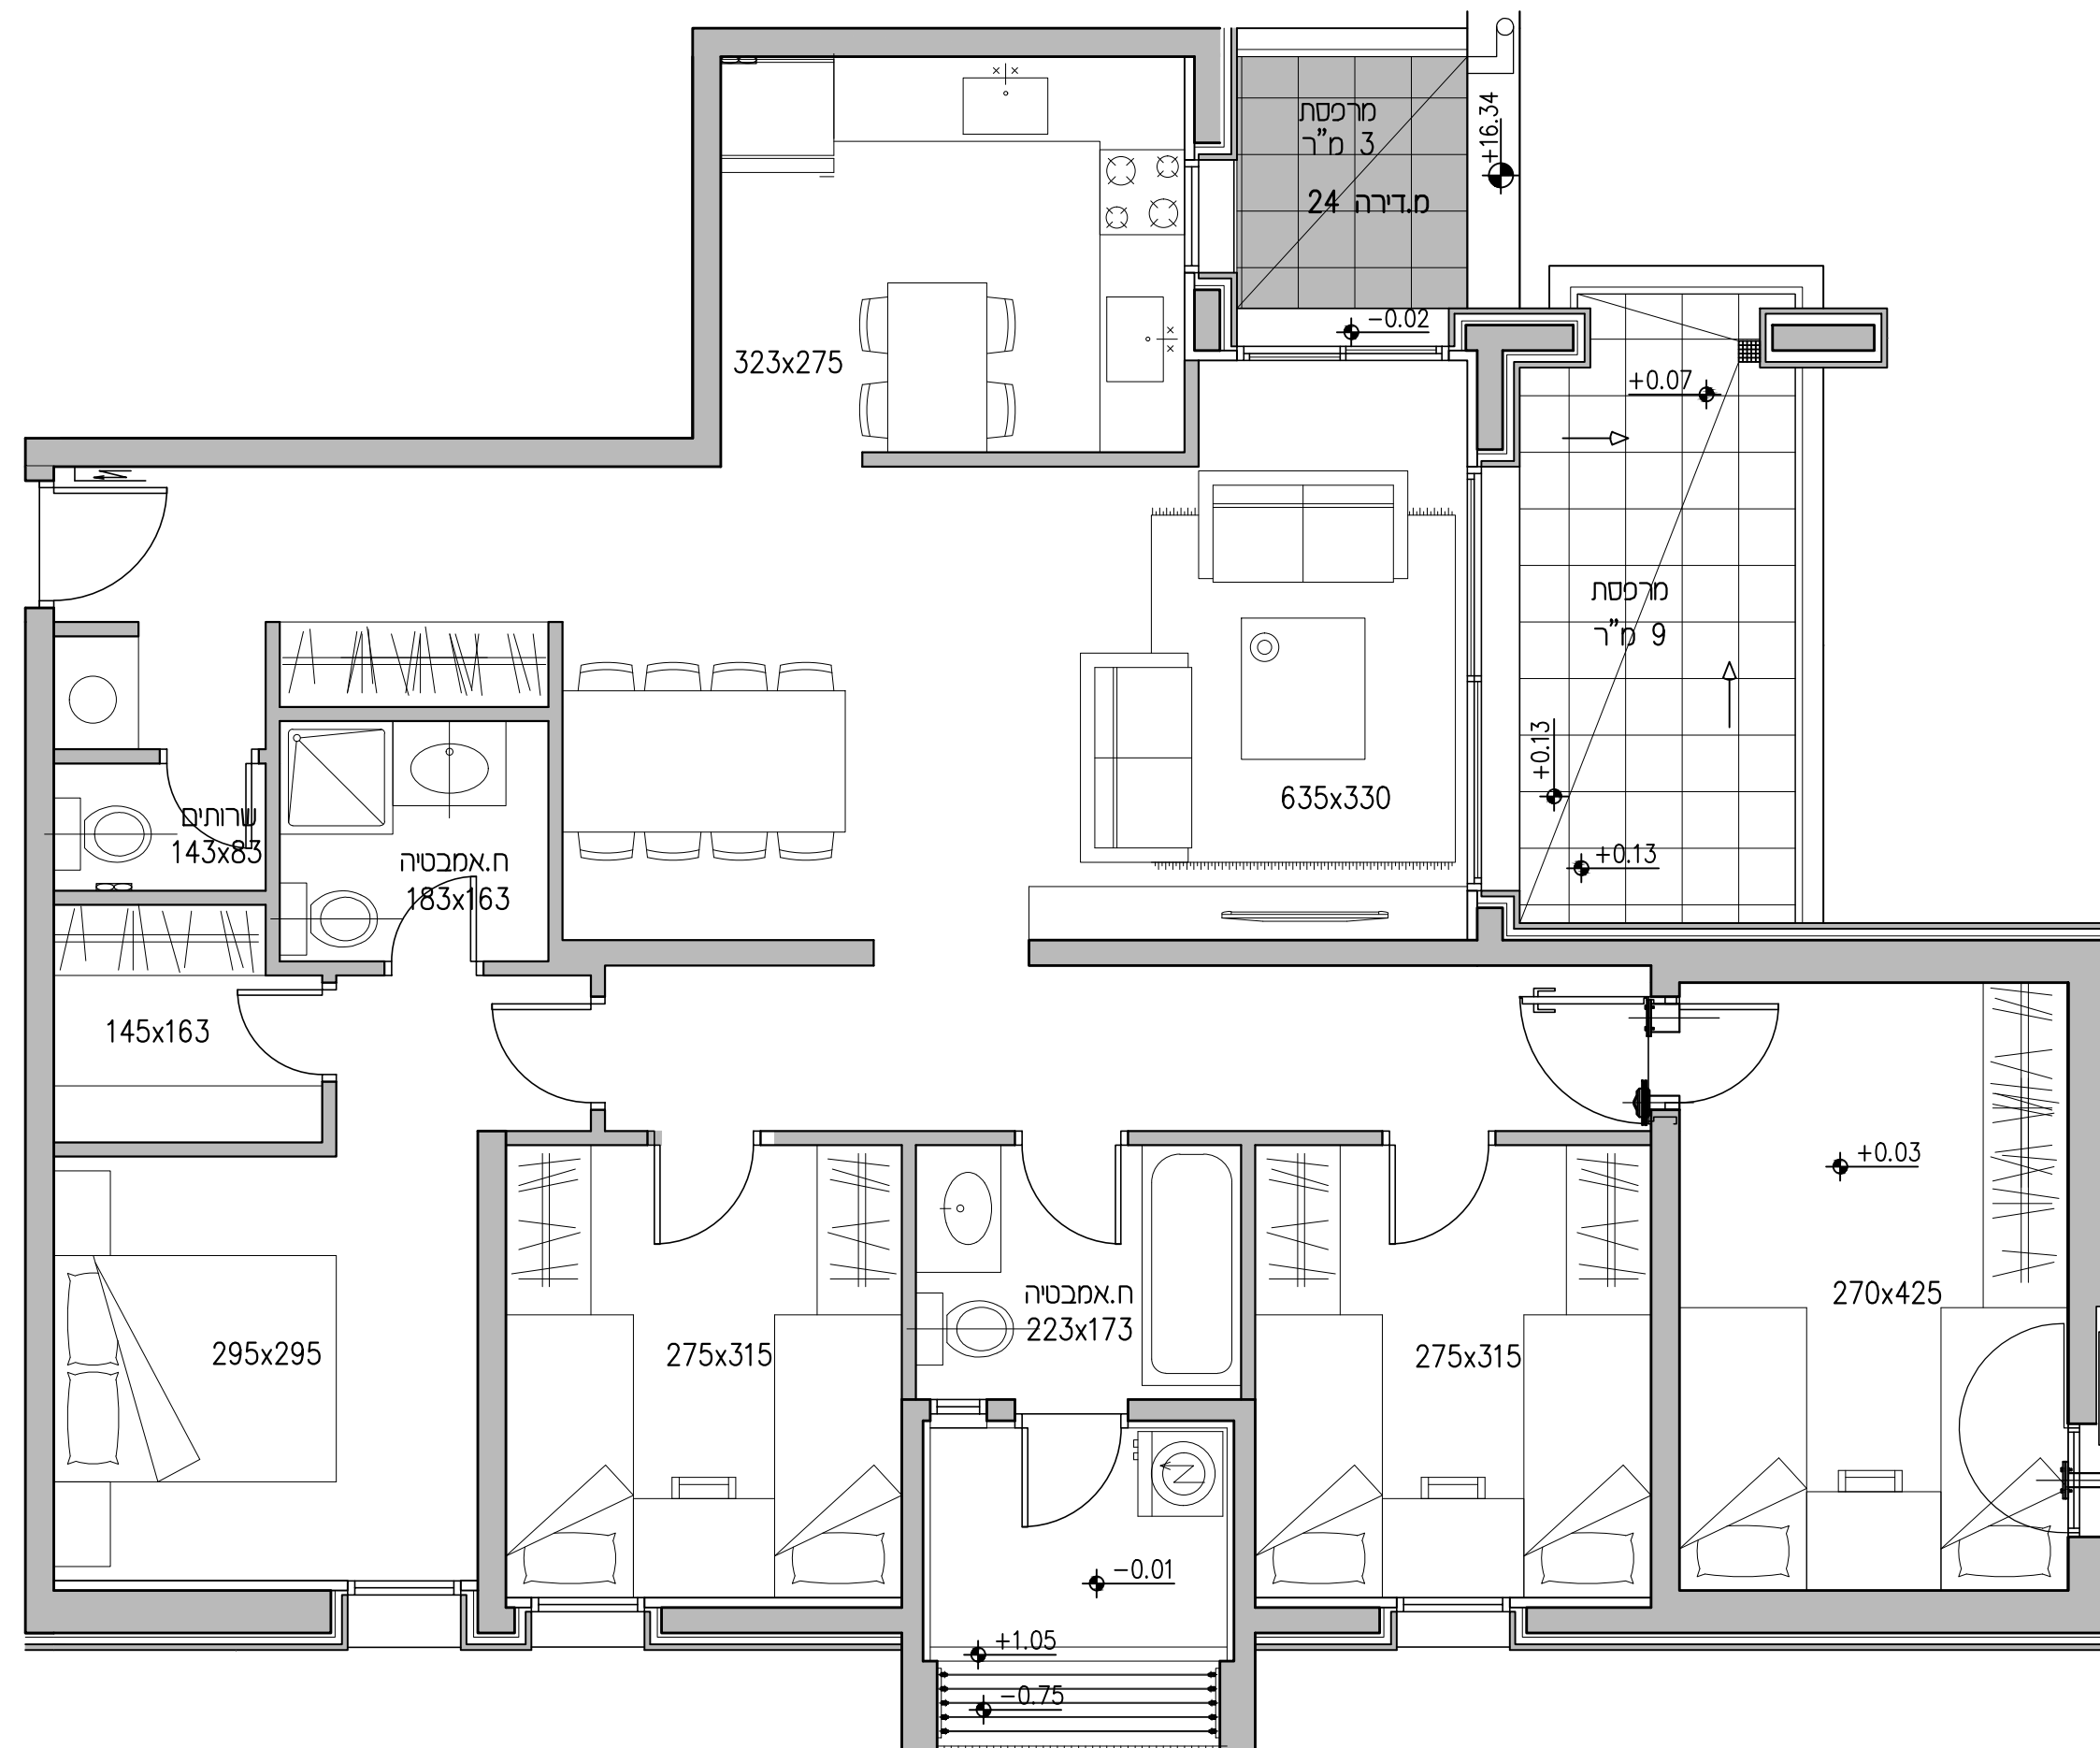 מרפסת
3 מ"ר
מ.דירה 24
+16.34
-0.02
323x275
+0.07
מרפסת
9 מ"ר
+0.13
+0.13
635x330
שרותים
143x83
ח.אמבטיה
183x163
145x163
+0.03
270x425
ח.אמבטיה
223x173
295x295
275x315
275x315
-0.01
+1.05
-0.75